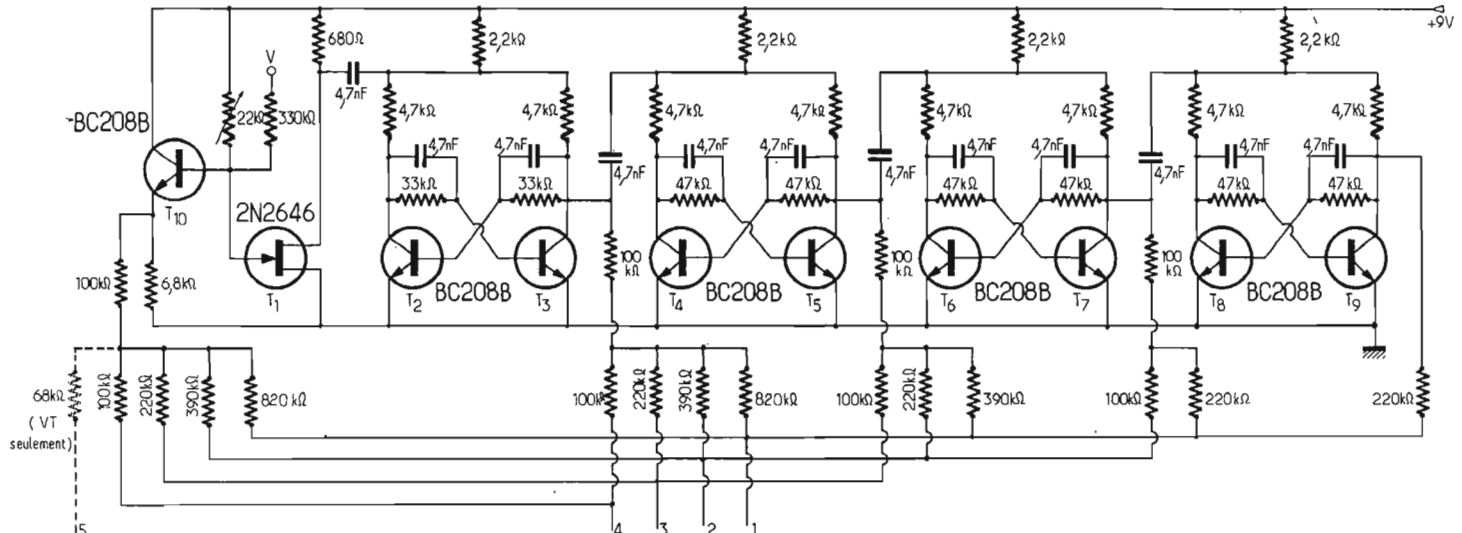 +9V
680Ω
2,2kΩ
2,2kΩ
2,2kΩ
2,2kΩ
V
4,7nF
22kΩ
330kΩ
BC208B
T10
4,7kΩ
4,7kΩ
4,7kΩ
4,7kΩ
4,7kΩ
4,7kΩ
4,7kΩ
4,7kΩ
4,7nF
4,7nF
4,7nF
4,7nF
4,7nF
4,7nF
4,7nF
4,7nF
4,7nF
4,7nF
4,7nF
33kΩ
33kΩ
47kΩ
47kΩ
47kΩ
47kΩ
47kΩ
47kΩ
2N2646
T1
100kΩ
6,8kΩ
T2
BC208B
T3
100
kΩ
T4
BC208B
T5
100
kΩ
T6
BC208B
T7
100
kΩ
T8
BC208B
T9
68kΩ
( VT
seulement)
100kΩ
220kΩ
390kΩ
820kΩ
100k
220kΩ
390kΩ
820kΩ
100kΩ
220kΩ
390kΩ
100kΩ
220kΩ
220kΩ
5
4
3
2
1